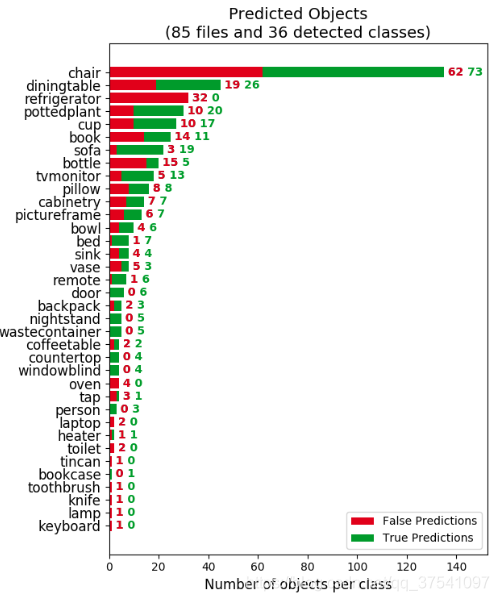 Predicted Objects
(85 files and 36 detected classes)
chair 62 73
diningtable 19 26
refrigerator 32 0
pottedplant 10 20
cup 10 17
book 14 11
sofa 3 19
bottle 15 5
tvmonitor 5 13
pillow 8 8
cabinetry 7 7
pictureframe 6 7
bowl 4 6
bed 1 7
sink 4 4
vase 5 3
remote 1 6
door 0 6
backpack 2 3
nightstand 0 5
wastecontainer 0 5
coffeetable 2 2
countertop 0 4
windowblind 0 4
oven 4 0
tap 3 1
person 0 3
laptop 2 0
heater 1 1
toilet 2 0
tincan 1 0
bookcase 0 1
toothbrush 1 0
knife 1 0
lamp 1 0
keyboard 1 0
False Predictions
True Predictions
0 20 40 60 80 100 120 140
Number of objects per class
qq_37541097